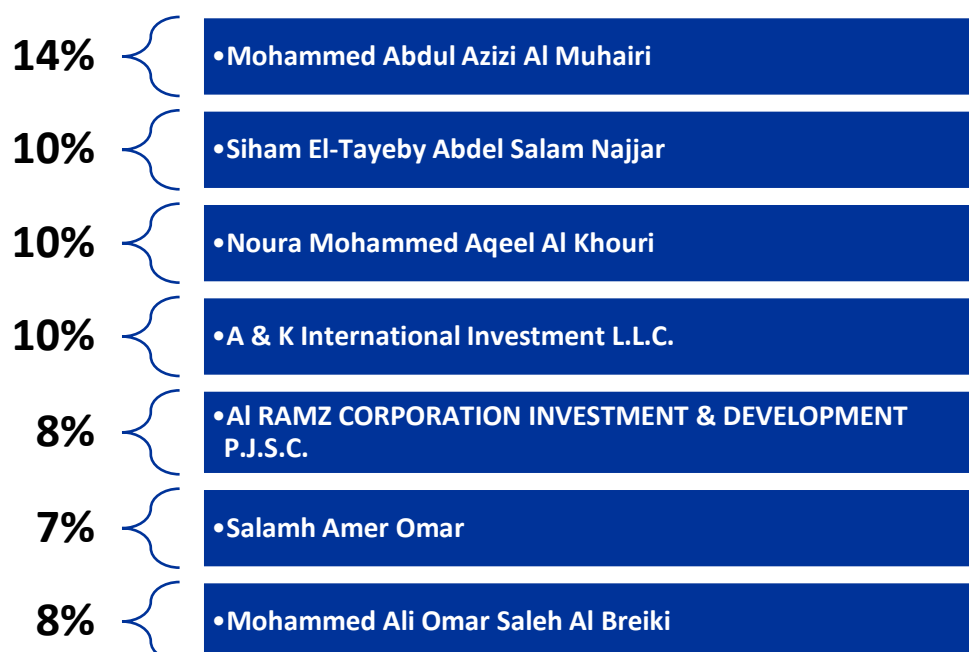 14%
•Mohammed Abdul Azizi Al Muhairi
10%
•Siham El-Tayeby Abdel Salam Najjar
10%
•Noura Mohammed Aqeel Al Khouri
10%
•A & K International Investment L.L.C.
8%
•Al RAMZ CORPORATION INVESTMENT & DEVELOPMENT
P.J.S.C.
7%
•Salamh Amer Omar
8%
•Mohammed Ali Omar Saleh Al Breiki